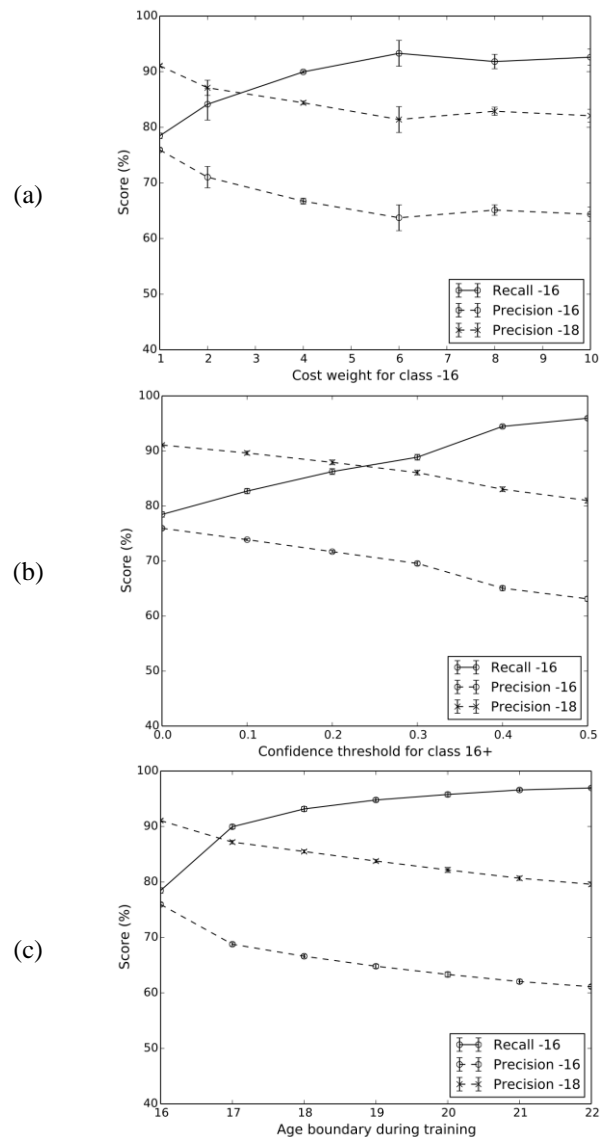 (a)
Score (%)
100
90
80
70
60
50
40
Recall -16
Precision -16
Precision -18
1 2 3 4 5 6 7 8 9 10
Cost weight for class -16
(b)
Score (%)
100
90
80
70
60
50
40
Recall -16
Precision -16
Precision -18
0.0 0.1 0.2 0.3 0.4 0.5
Confidence threshold for class 16+
(c)
Score (%)
100
90
80
70
60
50
40
Recall -16
Precision -16
Precision -18
16 17 18 19 20 21 22
Age boundary during training